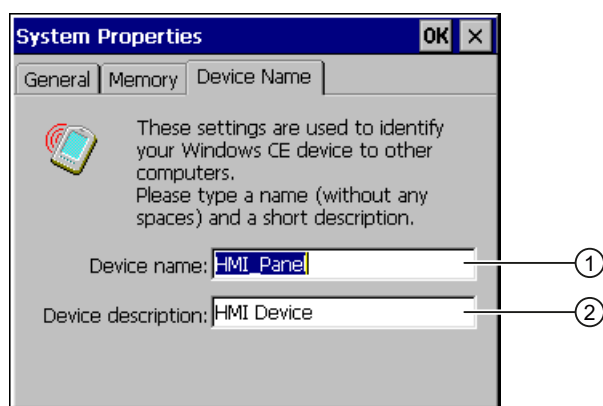 System Properties OK ×
General Memory Device Name
These settings are used to identify
your Windows CE device to other
computers.
Please type a name (without any
spaces) and a short description.
Device name: HMI_Panel 1
Device description: HMI Device 2